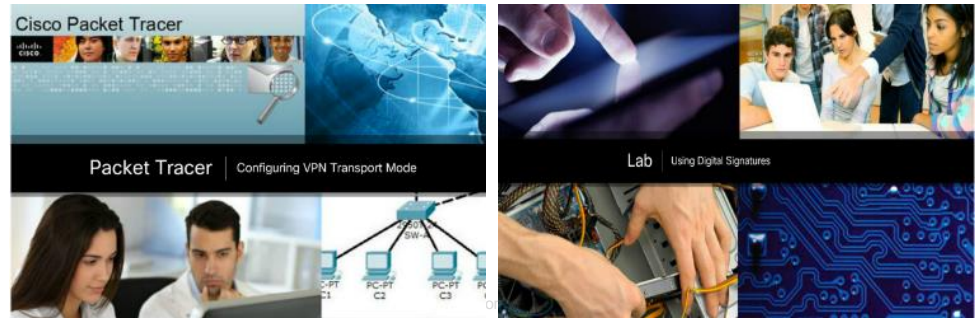 Cisco Packet Tracer
CISCO
Packet Tracer | Configuring VPN Transport Mode
SW-A
PC-PT
PC-PT
PC-PT
C1
C2
C3
Lab | Using Digital Signatures